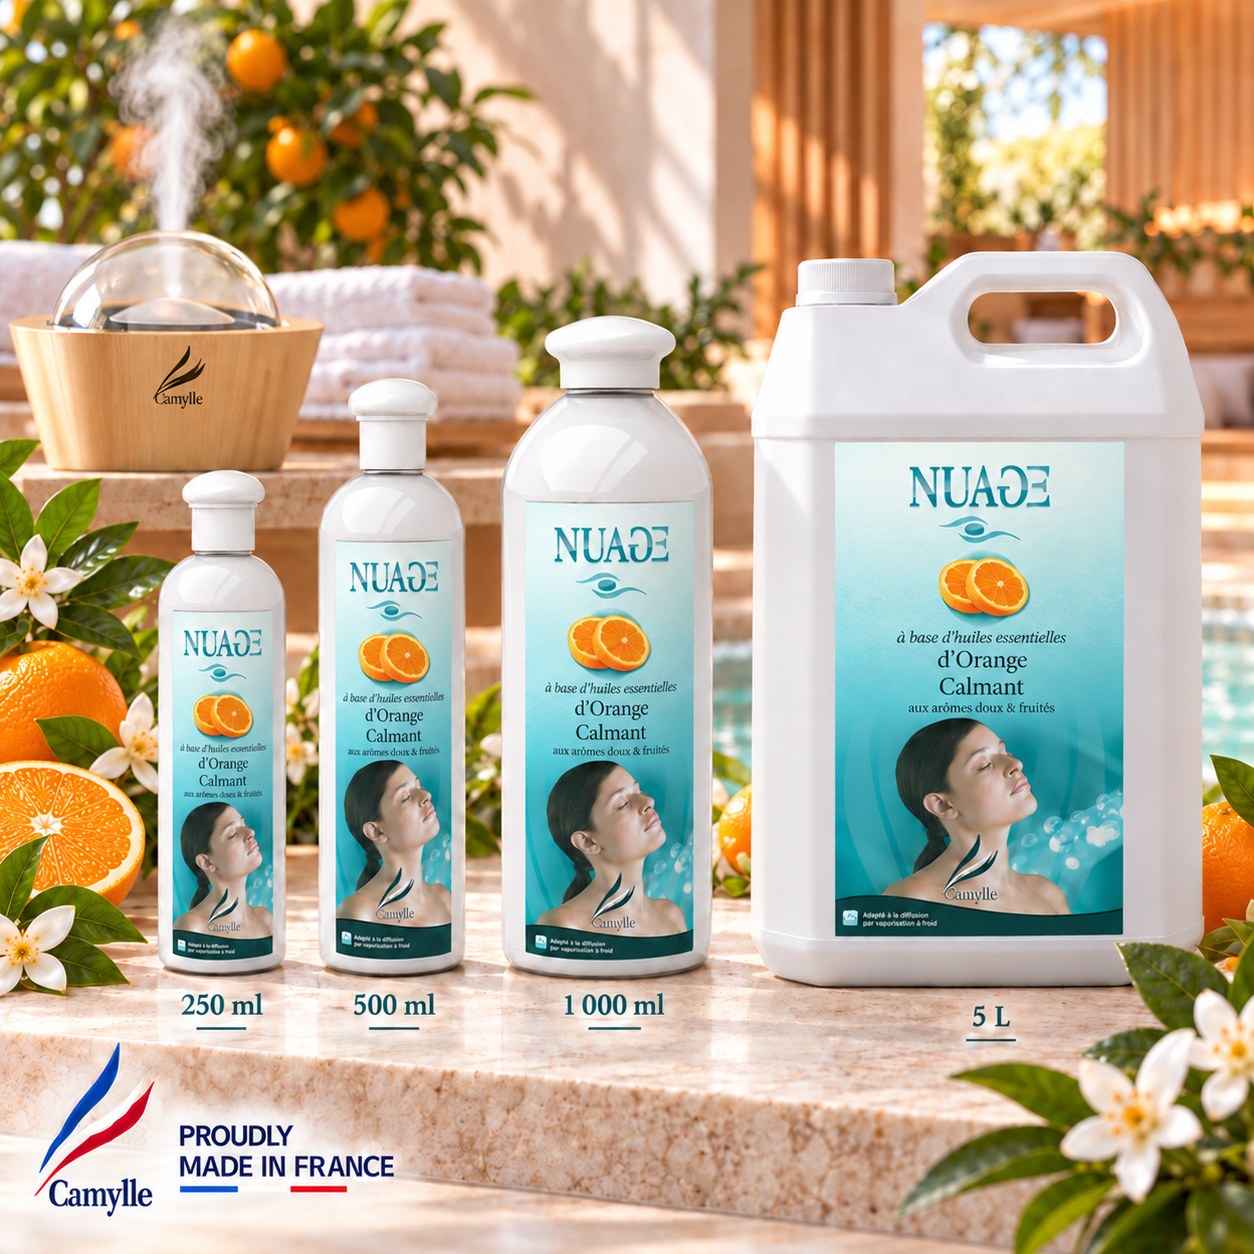 Camylle
NUAGE
à base d'huiles essentielles
d'Orange
Calmant
aux arômes doux & fruités
Camylle
Adapté à la diffusion
par vaporisation à froid
250 ml
NUAGE
à base d'huiles essentielles
d'Orange
Calmant
aux arômes doux & fruités
Camylle
Adapté à la diffusion
par vaporisation à froid
500 ml
NUAGE
à base d'huiles essentielles
d'Orange
Calmant
aux arômes doux & fruités
Camylle
Adapté à la diffusion
par vaporisation à froid
1 000 ml
NUAGE
à base d'huiles essentielles
d'Orange
Calmant
aux arômes doux & fruités
Camylle
Adapté à la diffusion
par vaporisation à froid
5 L
Camylle
PROUDLY
MADE IN FRANCE